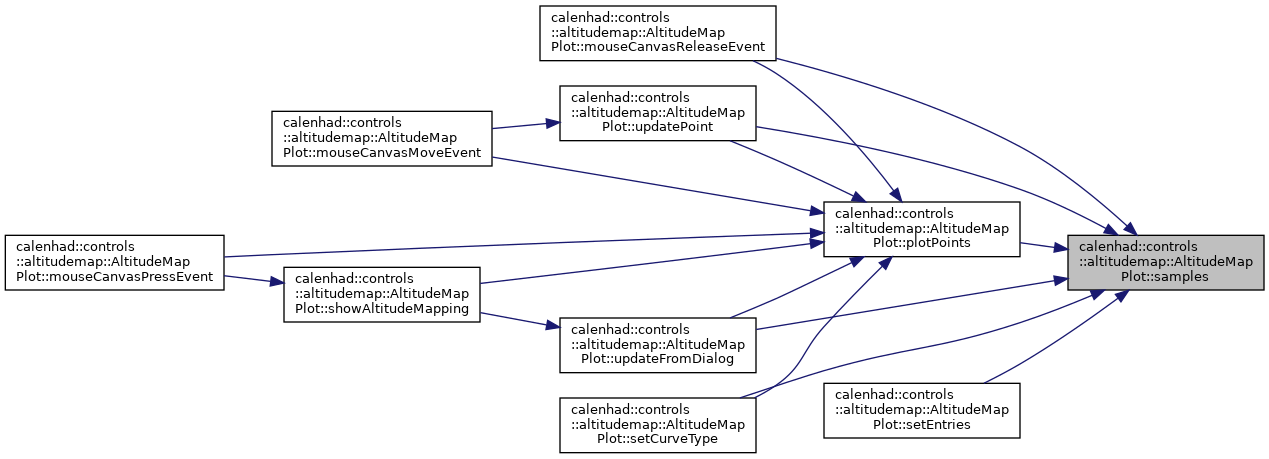 calenhad::controls
::altitudemap::AltitudeMap
Plot::mouseCanvasReleaseEvent
calenhad::controls
::altitudemap::AltitudeMap
Plot::updatePoint
calenhad::controls
::altitudemap::AltitudeMap
Plot::mouseCanvasMoveEvent
calenhad::controls
::altitudemap::AltitudeMap
Plot::plotPoints
calenhad::controls
::altitudemap::AltitudeMap
Plot::mouseCanvasPressEvent
calenhad::controls
::altitudemap::AltitudeMap
Plot::samples
calenhad::controls
::altitudemap::AltitudeMap
Plot::showAltitudeMapping
calenhad::controls
::altitudemap::AltitudeMap
Plot::updateFromDialog
calenhad::controls
::altitudemap::AltitudeMap
Plot::setEntries
calenhad::controls
::altitudemap::AltitudeMap
Plot::setCurveType